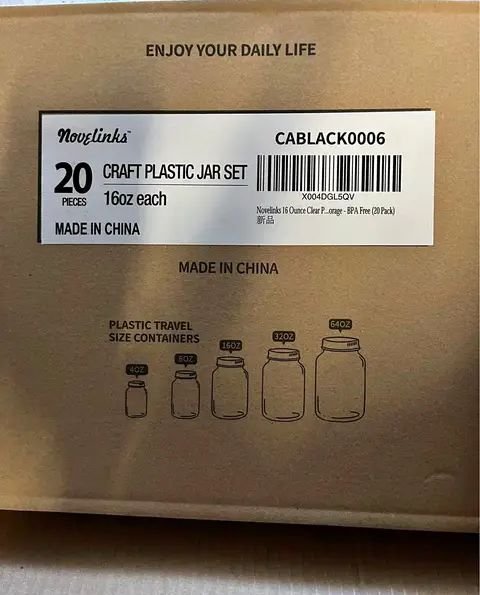 ENJOY YOUR DAILY LIFE
Novelinks™
CABLACK0006
20
PIECES
CRAFT PLASTIC JAR SET
16oz each
MADE IN CHINA
X004DGL5QV
Novelinks 16 Ounce Clear P...orage - BPA Free (20 Pack)
新品
MADE IN CHINA
PLASTIC TRAVEL
SIZE CONTAINERS
4OZ
8OZ
16OZ
32OZ
64OZ